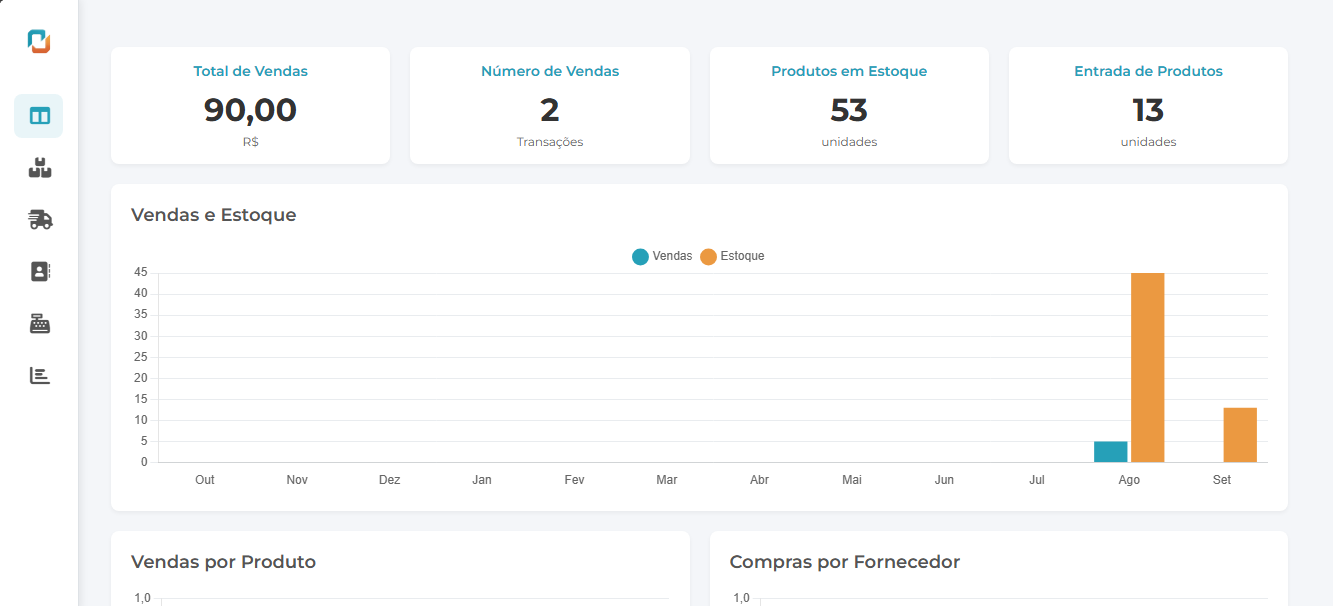 Total de Vendas
90,00
R$
Número de Vendas
2
Transações
Produtos em Estoque
53
unidades
Entrada de Produtos
13
unidades
Vendas e Estoque
Vendas Estoque
45
40
35
30
25
20
15
10
5
0
Out Nov Dez Jan Fev Mar Abr Mai Jun Jul Ago Set
Vendas por Produto
1,0
Compras por Fornecedor
1,0